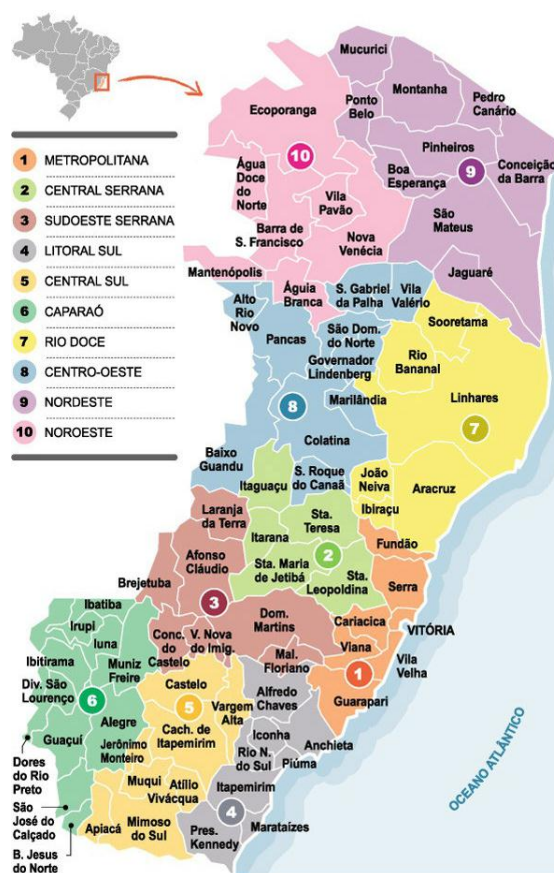 1 METROPOLITANA
2 CENTRAL SERRANA
3 SUDOESTE SERRANA
4 LITORAL SUL
5 CENTRAL SUL
6 CAPARAÓ
7 RIO DOCE
8 CENTRO-OESTE
9 NORDESTE
10 NOROESTE
Mucurici
Montanha
Ponto
Belo
Pedro
Canário
Ecoporanga
10
Pinheiros
Boa
Esperança
9
Conceição
da Barra
Água
Doce
do
Norte
Vila
Pavão
São
Mateus
Barra de
S. Francisco
Nova
Venécia
Mantenópolis
Águia
Branca
Jaguaré
Alto
Rio
Novo
S. Gabriel
da Palha
Vila
Valério
Sooretama
Pancas
São Dom.
do Norte
Governador
Lindenberg
Rio
Bananal
8
Marilândia
Linhares
7
Colatina
Baixo
Guandu
Itaguaçu
S. Roque
do Canaã
João
Neiva
Aracruz
Ibiraçu
Laranja
da Terra
Sta.
Teresa
Itarana
Fundão
Afonso
Cláudio
2
Sta. Maria
de Jetibá
Sta.
Leopoldina
Serra
Brejetuba
3
Ibatiba
Irupi
Iuna
Dom.
Martins
Cariacica
VITÓRIA
Viana
Conc.
do
Castelo
V. Nova
do Imig.
Mal.
Floriano
1
Vila
Velha
Ibitirama
Muniz
Freire
Guarapari
Div. São
Lourenço
6
Castelo
5
Vargem
Alta
Alfredo
Chaves
Alegre
Cach. de
Itapemirim
Guaçuí
Jerônimo
Monteiro
Iconha
Anchieta
Rio N.
do Sul
Piúma
Dores
do Rio
Preto
Muqui
Atílio
Vivácqua
Itapemirim
São
José do
Calçado
Apiacá
Mimoso
do Sul
4
Pres.
Kennedy
Marataízes
B. Jesus
do Norte
OCEANO ATLÂNTICO